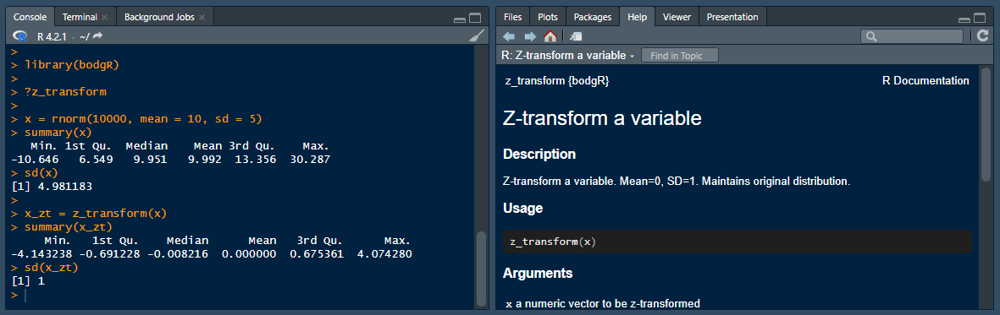 Console Terminal × Background Jobs ×
R 4.2.1 · ~/
>
> library(bodgR)
>
> ?z_transform
>
> x = rnorm(10000, mean = 10, sd = 5)
> summary(x)
   Min. 1st Qu.  Median    Mean 3rd Qu.    Max.
-10.646   6.549   9.951   9.992  13.356  30.287
> sd(x)
[1] 4.981183
>
> x_zt = z_transform(x)
> summary(x_zt)
     Min.   1st Qu.    Median      Mean   3rd Qu.      Max.
-4.143238 -0.691228 -0.008216  0.000000  0.675361  4.074280
> sd(x_zt)
[1] 1
>
Files Plots Packages Help Viewer Presentation
R: Z-transform a variable Find in Topic
z_transform {bodgR} R Documentation
Z-transform a variable
Description
Z-transform a variable. Mean=0, SD=1. Maintains original distribution.
Usage
z_transform(x)
Arguments
x a numeric vector to be z-transformed